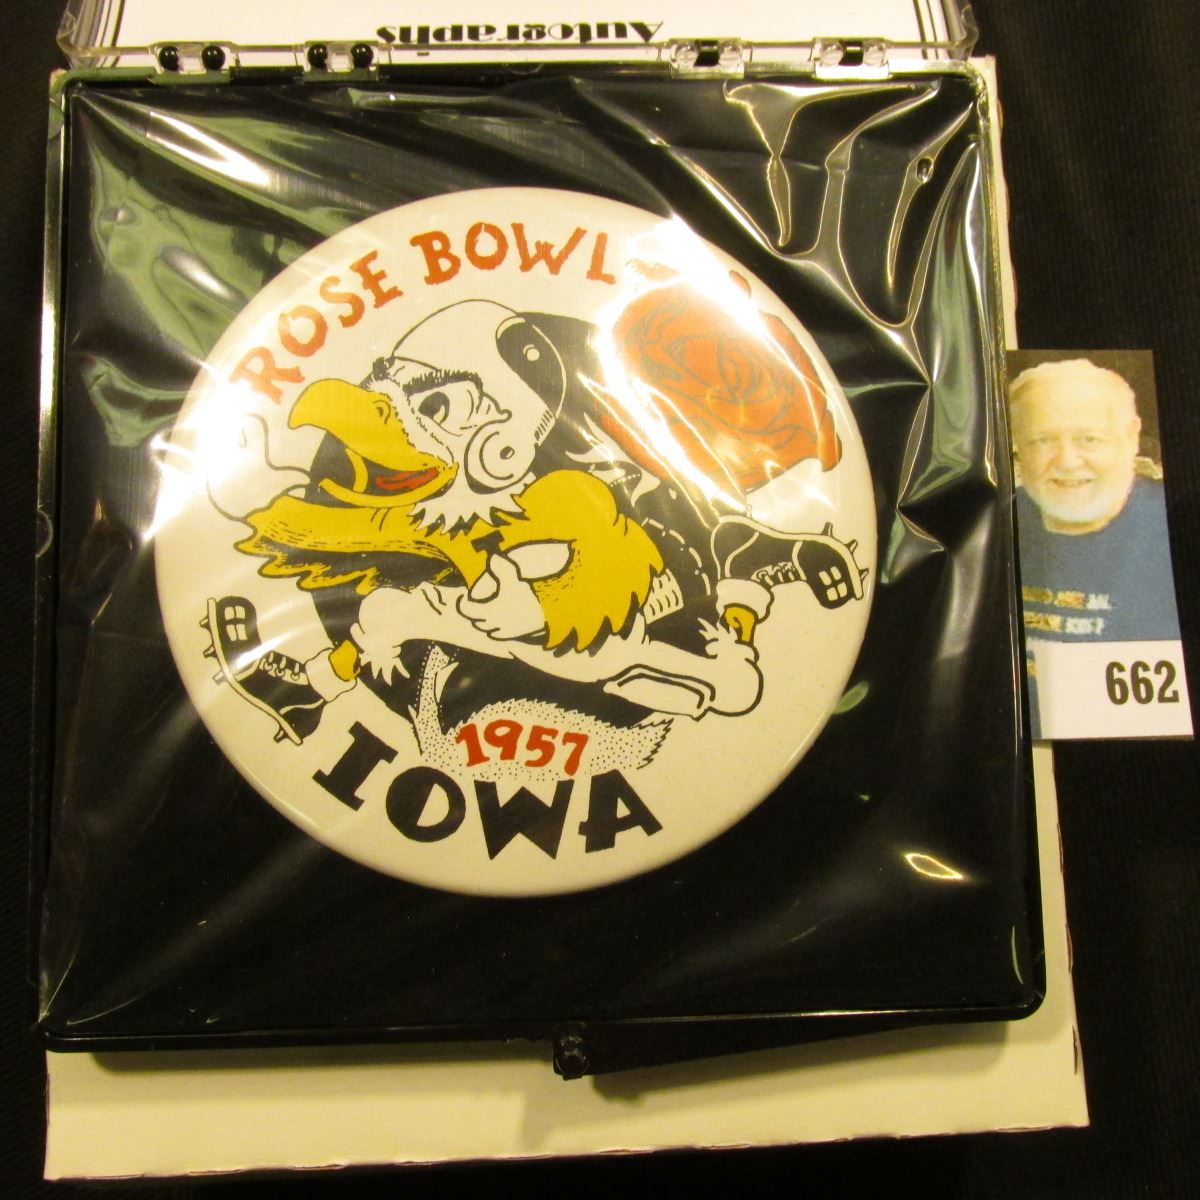 Autographs
ROSE BOWL
1957
IOWA
662